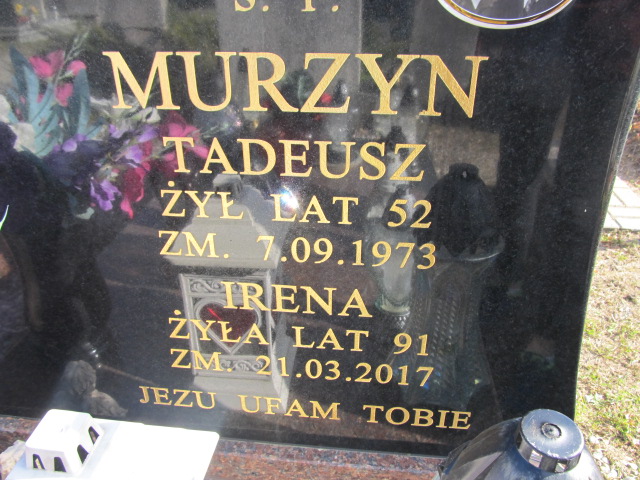 Ś. P.
MURZYN
TADEUSZ
ŻYŁ LAT 52
ZM. 7.09.1973
IRENA
ŻYŁA LAT 91
ZM. 21.03.2017
JEZU UFAM TOBIE